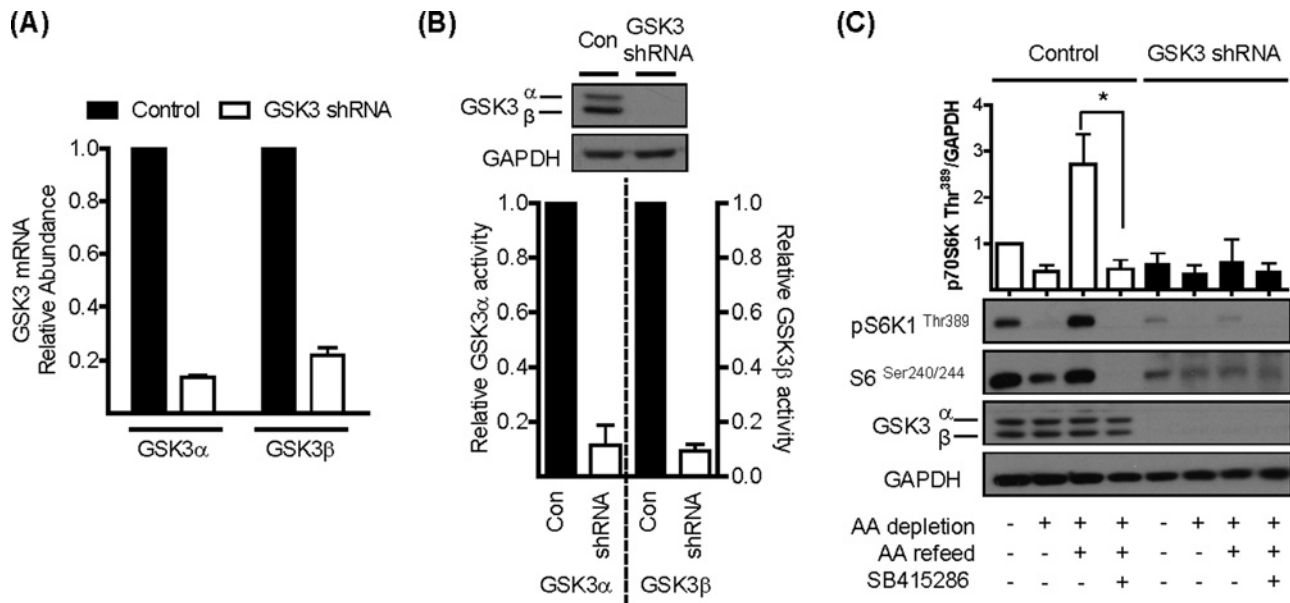 (A)
Control GSK3 shRNA
GSK3 mRNA
Relative Abundance
1.0
0.8
0.6
0.4
0.2
GSK3α GSK3β
(B)
Con GSK3 shRNA
GSK3 α
β
GAPDH
Relative GSK3α activity
1.0
0.8
0.6
0.4
0.2
Relative GSK3β activity
1.0
0.8
0.6
0.4
0.2
0.0
Con shRNA Con shRNA
GSK3α GSK3β
(C)
Control GSK3 shRNA
p70S6K Thr³⁸⁹/GAPDH
4
3
2
1
*
pS6K1 Thr389
S6 Ser240/244
GSK3 α
β
GAPDH
AA depletion - + + + - + + +
AA refeed - - + + - - + +
SB415286 - - - + - - - +